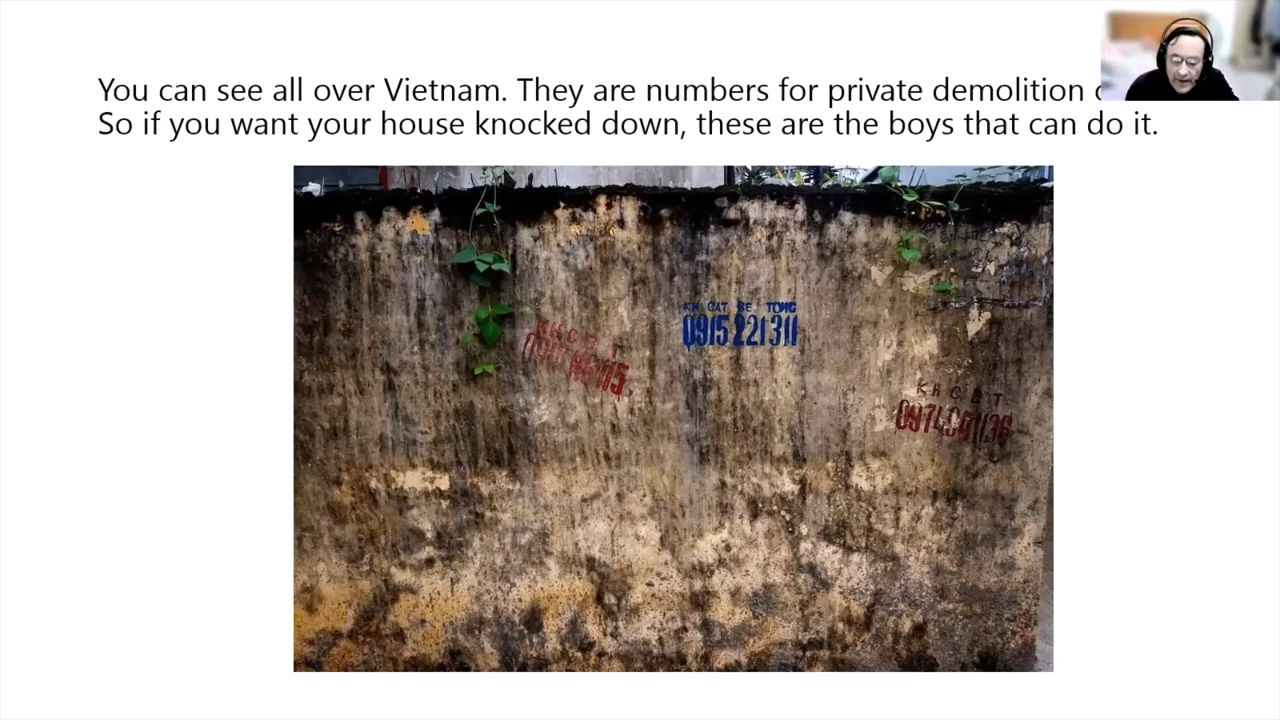 You can see all over Vietnam. They are numbers for private demolition
So if you want your house knocked down, these are the boys that can do it.
KH CAT BE TONG
0915 221 311
K H C B T
K H C B T